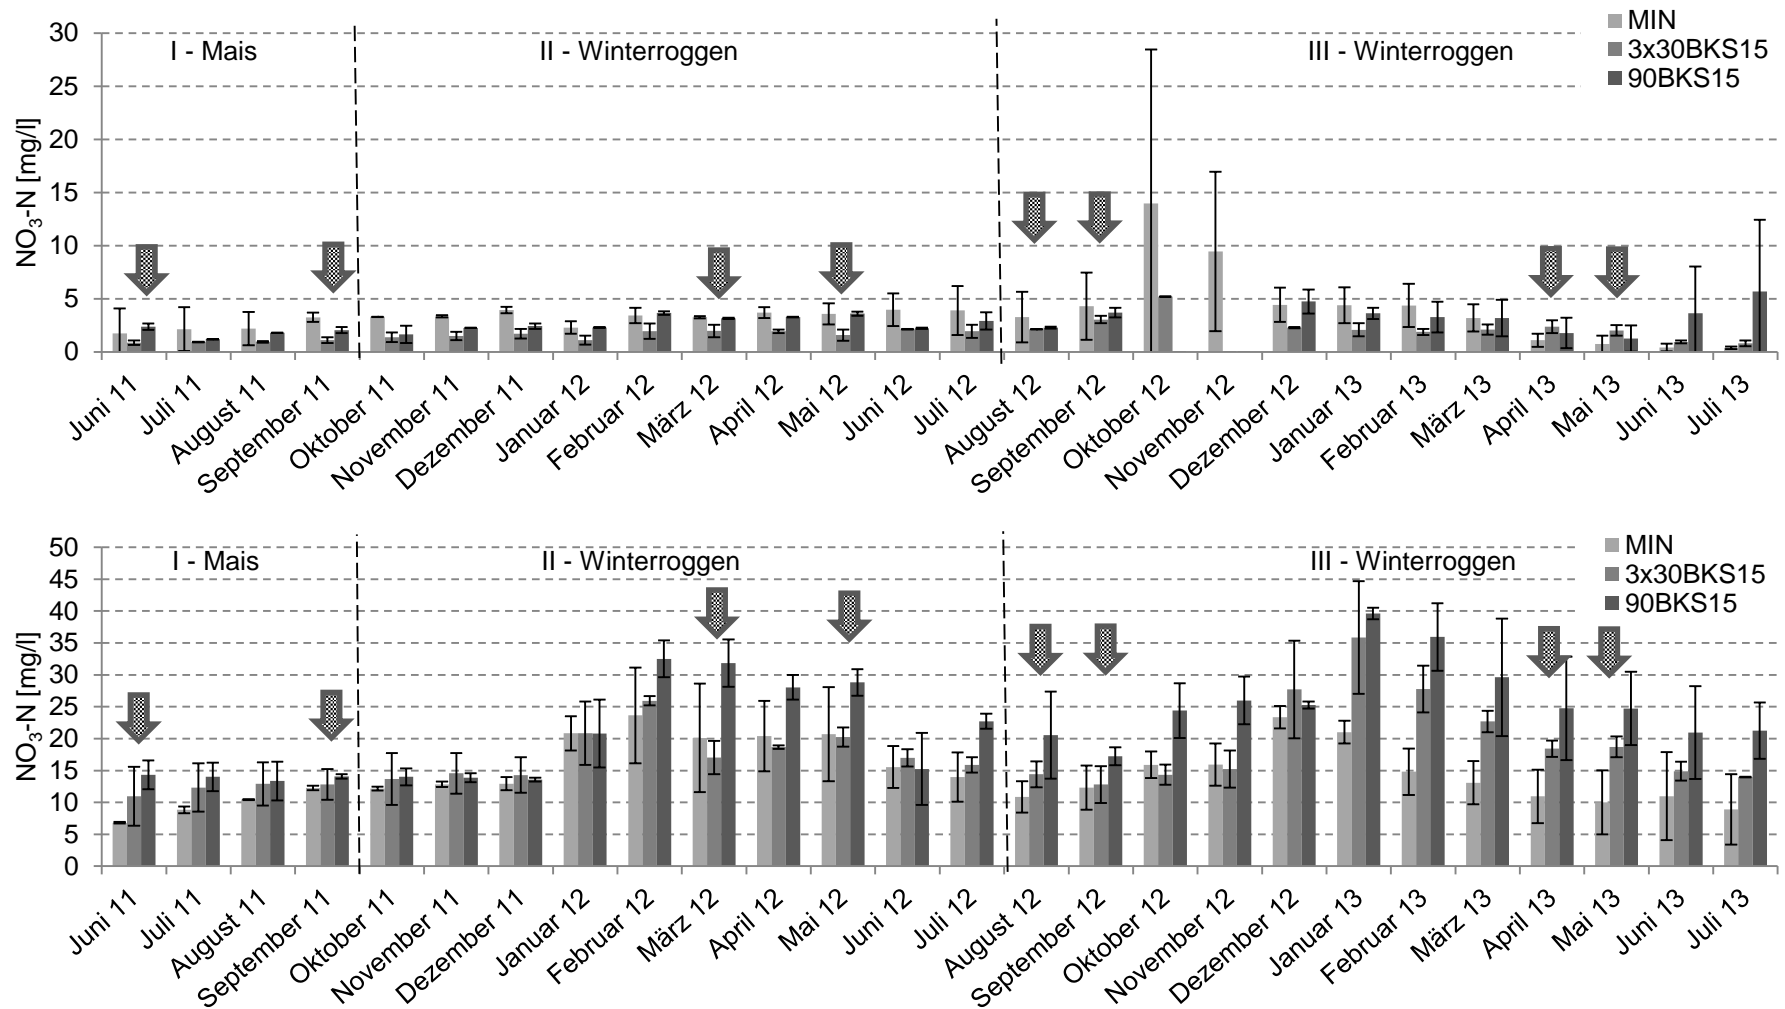 NO3-N [mg/l]
30
25
20
15
10
5
0
I - Mais
II - Winterroggen
III - Winterroggen
MIN
3x30BKS15
90BKS15
Juni 11
Juli 11
August 11
September 11
Oktober 11
November 11
Dezember 11
Januar 12
Februar 12
März 12
April 12
Mai 12
Juni 12
Juli 12
August 12
September 12
Oktober 12
November 12
Dezember 12
Januar 13
Februar 13
März 13
April 13
Mai 13
Juni 13
Juli 13
NO3-N [mg/l]
50
45
40
35
30
25
20
15
10
5
0
I - Mais
II - Winterroggen
III - Winterroggen
MIN
3x30BKS15
90BKS15
Juni 11
Juli 11
August 11
September 11
Oktober 11
November 11
Dezember 11
Januar 12
Februar 12
März 12
April 12
Mai 12
Juni 12
Juli 12
August 12
September 12
Oktober 12
November 12
Dezember 12
Januar 13
Februar 13
März 13
April 13
Mai 13
Juni 13
Juli 13